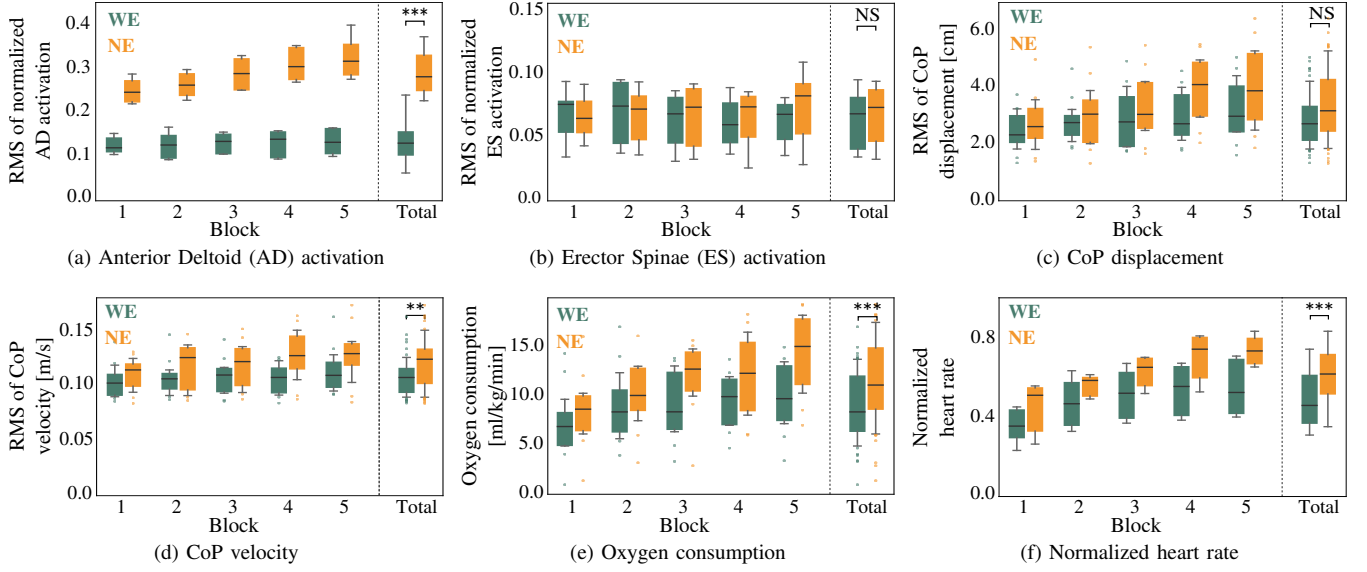 RMS of normalized
AD activation
0.4
0.3
0.2
0.1
0.0
WE
NE
***
1 2 3 4 5 Total
Block
(a) Anterior Deltoid (AD) activation
RMS of normalized
ES activation
0.15
0.10
0.05
0.0
WE
NE
NS
1 2 3 4 5 Total
Block
(b) Erector Spinae (ES) activation
RMS of CoP
displacement [cm]
6.0
4.0
2.0
0.0
WE
NE
NS
1 2 3 4 5 Total
Block
(c) CoP displacement
RMS of CoP
velocity [m/s]
0.15
0.10
0.05
0.0
WE
NE
**
1 2 3 4 5 Total
Block
(d) CoP velocity
Oxygen consumption
[ml/kg/min]
15.0
10.0
5.0
0.0
WE
NE
***
1 2 3 4 5 Total
Block
(e) Oxygen consumption
Normalized
heart rate
0.8
0.4
0.0
WE
NE
***
1 2 3 4 5 Total
Block
(f) Normalized heart rate